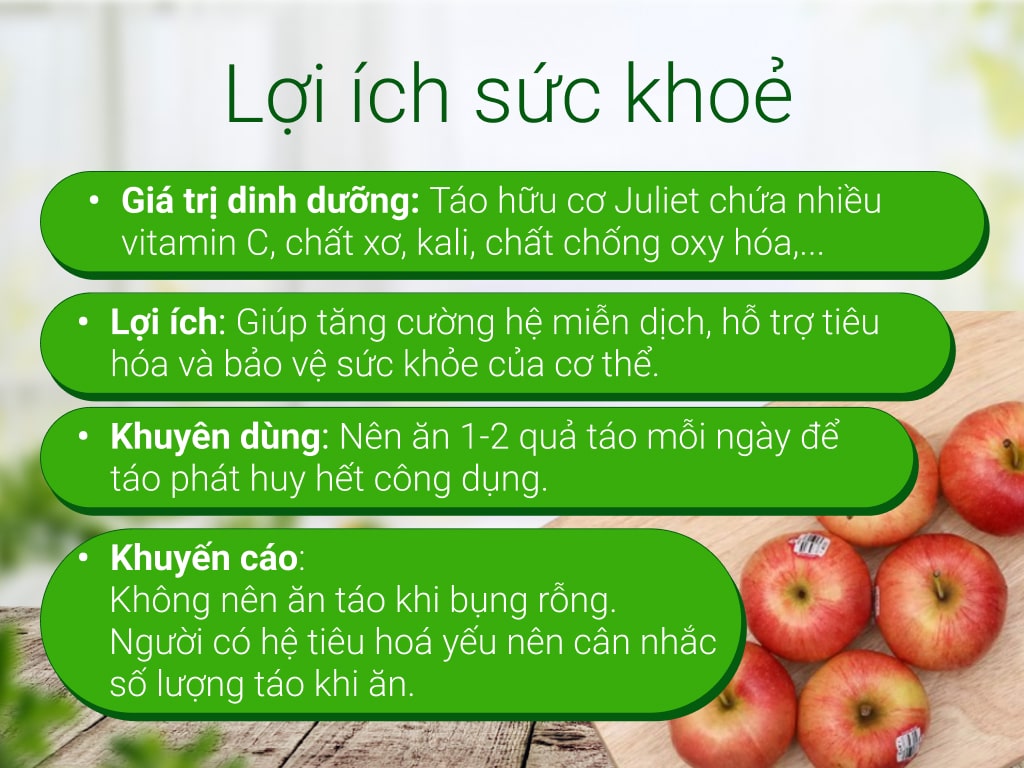 Lợi ích sức khoẻ
• Giá trị dinh dưỡng: Táo hữu cơ Juliet chứa nhiều
vitamin C, chất xơ, kali, chất chống oxy hóa,...
• Lợi ích: Giúp tăng cường hệ miễn dịch, hỗ trợ tiêu
hóa và bảo vệ sức khỏe của cơ thể.
• Khuyên dùng: Nên ăn 1-2 quả táo mỗi ngày để
táo phát huy hết công dụng.
• Khuyến cáo:
Không nên ăn táo khi bụng rỗng.
Người có hệ tiêu hoá yếu nên cân nhắc
số lượng táo khi ăn.